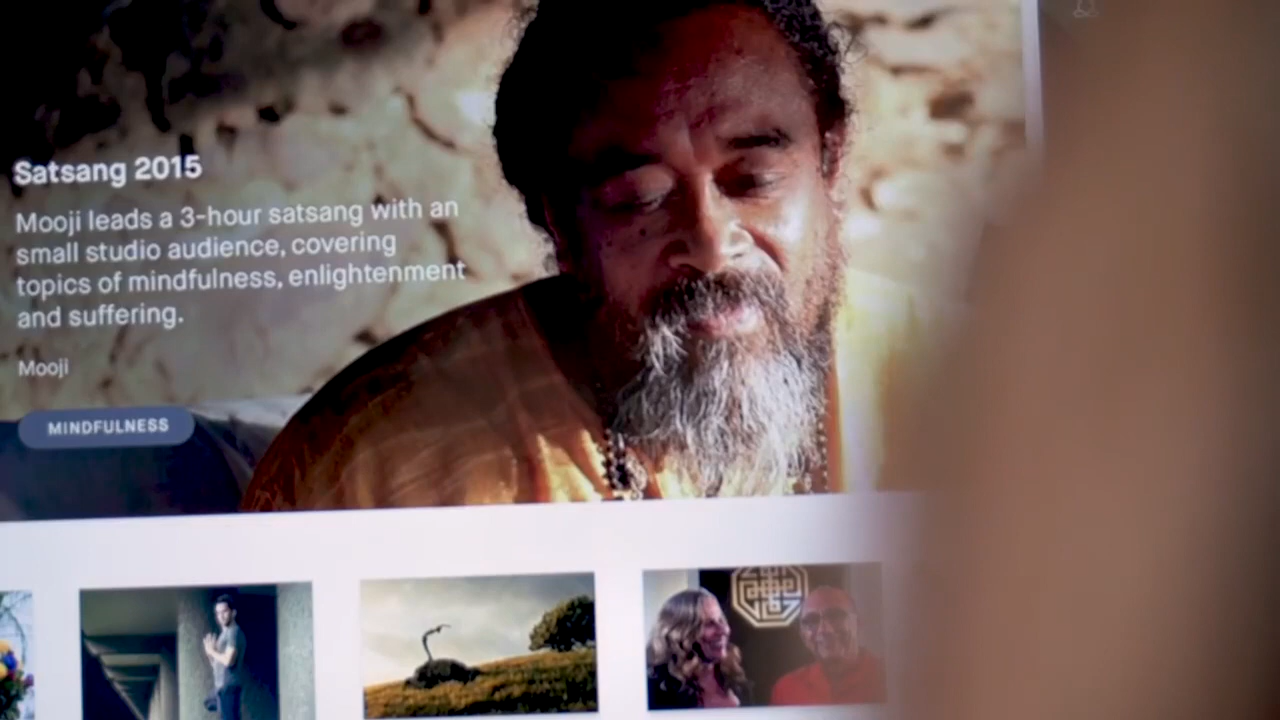 Satsang 2015
Mooji leads a 3-hour satsang with an
small studio audience, covering
topics of mindfulness, enlightenment
and suffering.
Mooji
MINDFULNESS